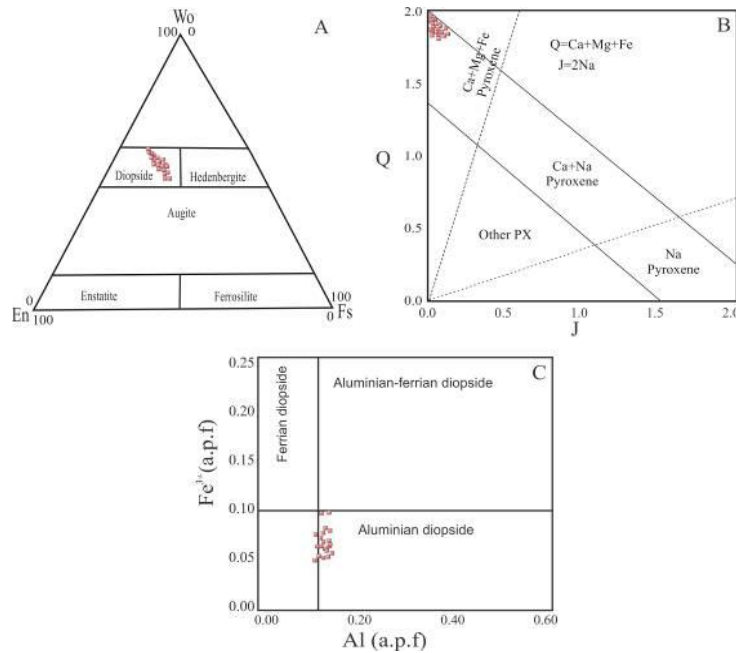 Wo
100 0
A
Diopside
Hedenbergite
Augite
0
100
Enstatite
Ferrosilite
En
100
0
Fs
B
2.0
1.5
1.0
0.5
0.0
Q
Ca+Mg+Fe
Pyroxene
Q=Ca+Mg+Fe
J=2Na
Ca+Na
Pyroxene
Other PX
Na
Pyroxene
0.0
0.5
1.0
1.5
2.0
J
C
0.25
0.20
0.15
0.10
0.05
0.00
Fe³⁺(a.p.f)
Ferrian diopside
Aluminian-ferrian diopside
Aluminian diopside
0.00
0.20
0.40
0.60
Al (a.p.f)